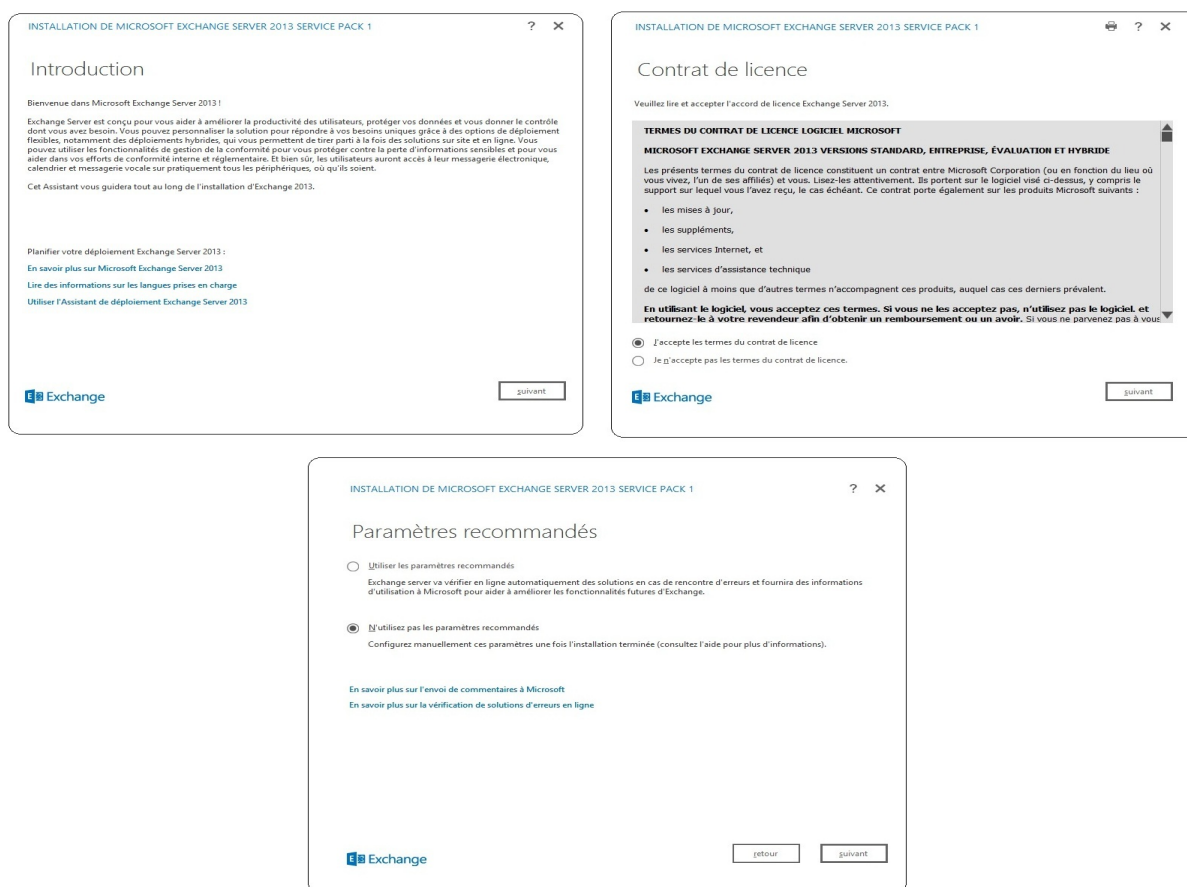 INSTALLATION DE MICROSOFT EXCHANGE SERVER 2013 SERVICE PACK 1
?
Introduction
Bienvenue dans Microsoft Exchange Server 2013 !
Exchange Server est conçu pour vous aider à améliorer la productivité des utilisateurs, protéger vos données et vous donner le contrôle
dont vous avez besoin. Vous pouvez personnaliser la solution pour répondre à vos besoins uniques grâce à des options de déploiement
flexibles, notamment des déploiements hybrides, qui vous permettent de tirer parti à la fois des solutions sur site et en ligne. Vous
pouvez utiliser les fonctionnalités de gestion de la conformité pour vous protéger contre la perte d'informations sensibles et pour vous
aider dans vos efforts de conformité interne et réglementaire. Et bien sûr, les utilisateurs auront accès à leur messagerie électronique,
calendrier et messagerie vocale sur pratiquement tous les périphériques, où qu'ils soient.
Cet Assistant vous guidera tout au long de l'installation d'Exchange 2013.
Planifier votre déploiement Exchange Server 2013 :
En savoir plus sur Microsoft Exchange Server 2013
Lire des informations sur les langues prises en charge
Utiliser l'Assistant de déploiement Exchange Server 2013
Exchange
suivant
INSTALLATION DE MICROSOFT EXCHANGE SERVER 2013 SERVICE PACK 1
?
Contrat de licence
Veuillez lire et accepter l'accord de licence Exchange Server 2013.
TERMES DU CONTRAT DE LICENCE LOGICIEL MICROSOFT
MICROSOFT EXCHANGE SERVER 2013 VERSIONS STANDARD, ENTREPRISE, ÉVALUATION ET HYBRIDE
Les présents termes du contrat de licence constituent un contrat entre Microsoft Corporation (ou en fonction du lieu où
vous vivez, l'un de ses affiliés) et vous. Lisez-les attentivement. Ils portent sur le logiciel visé ci-dessus, y compris le
support sur lequel vous l'avez reçu, le cas échéant. Ce contrat porte également sur les produits Microsoft suivants :
• les mises à jour,
• les suppléments,
• les services Internet, et
• les services d'assistance technique
de ce logiciel à moins que d'autres termes n'accompagnent ces produits, auquel cas ces derniers prévalent.
En utilisant le logiciel, vous acceptez ces termes. Si vous ne les acceptez pas, n'utilisez pas le logiciel. et
retournez-le à votre revendeur afin d'obtenir un remboursement ou un avoir. Si vous ne parvenez pas à vous
J'accepte les termes du contrat de licence
Je n'accepte pas les termes du contrat de licence.
Exchange
suivant
INSTALLATION DE MICROSOFT EXCHANGE SERVER 2013 SERVICE PACK 1
?
Paramètres recommandés
Utiliser les paramètres recommandés
Exchange server va vérifier en ligne automatiquement des solutions en cas de rencontre d'erreurs et fournira des informations
d'utilisation à Microsoft pour aider à améliorer les fonctionnalités futures d'Exchange.
N'utilisez pas les paramètres recommandés
Configurez manuellement ces paramètres une fois l'installation terminée (consultez l'aide pour plus d'informations).
En savoir plus sur l'envoi de commentaires à Microsoft
En savoir plus sur la vérification de solutions d'erreurs en ligne
Exchange
retour
suivant